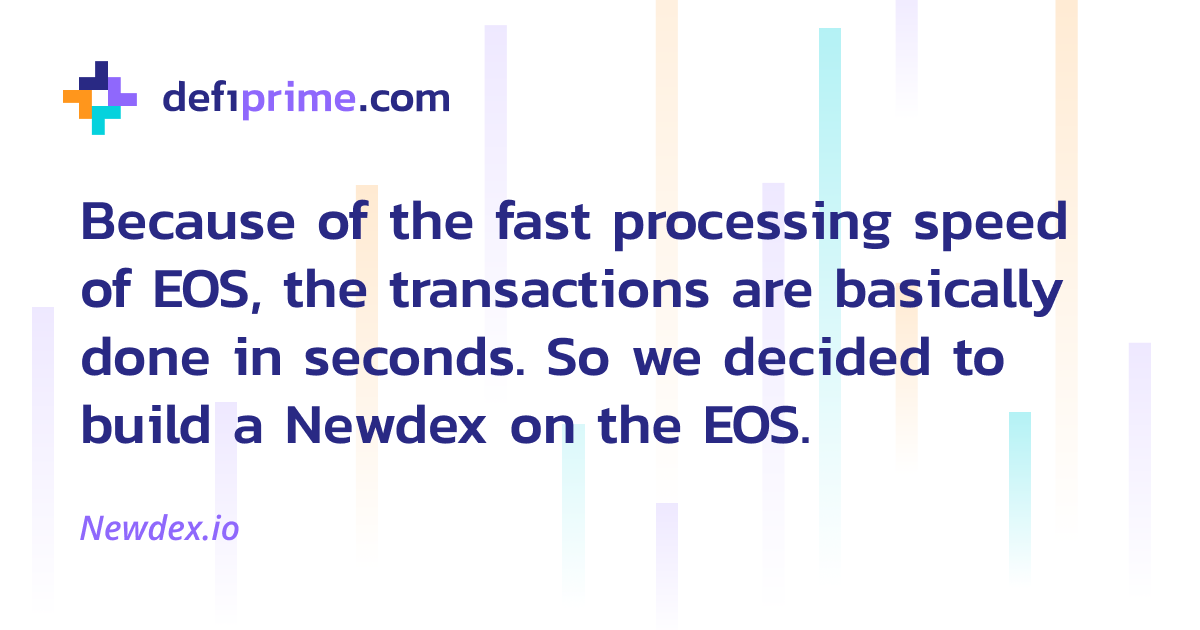 defiprime.com
Because of the fast processing speed
of EOS, the transactions are basically
done in seconds. So we decided to
build a Newdex on the EOS.
Newdex.io